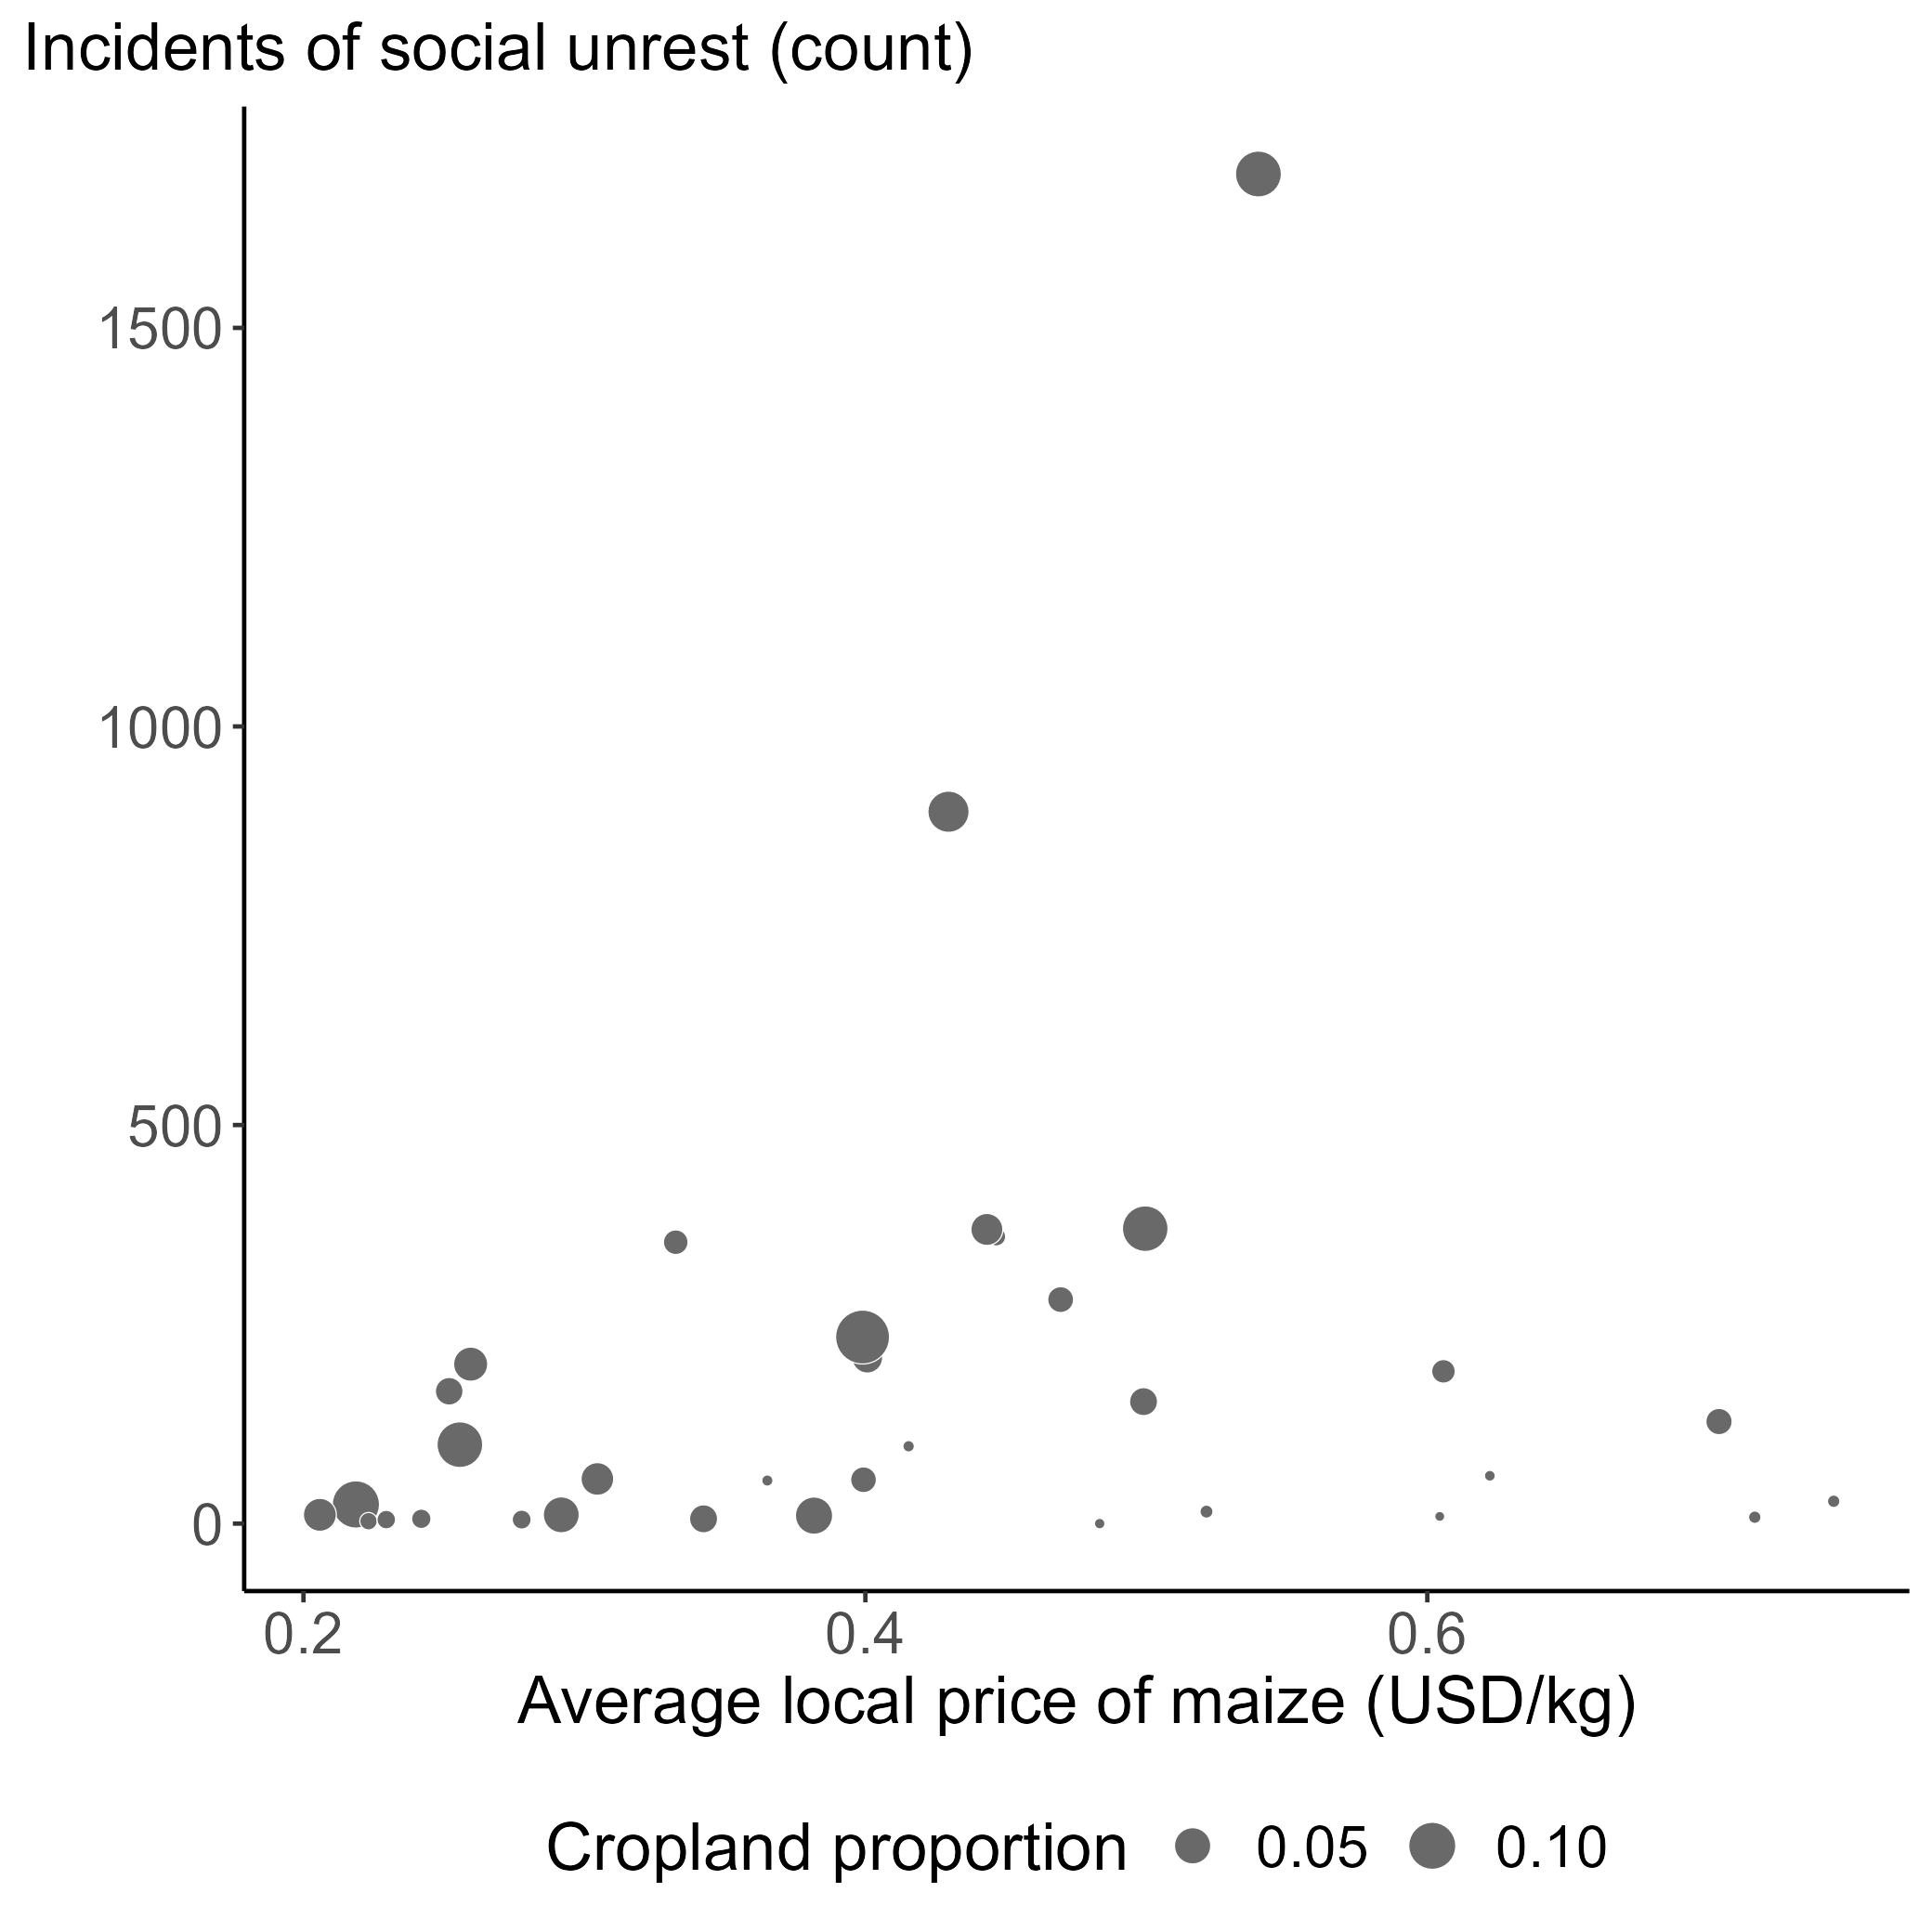 Incidents of social unrest (count)
1500
1000
500
0
0.2 0.4 0.6
Average local price of maize (USD/kg)
Cropland proportion 0.05 0.10